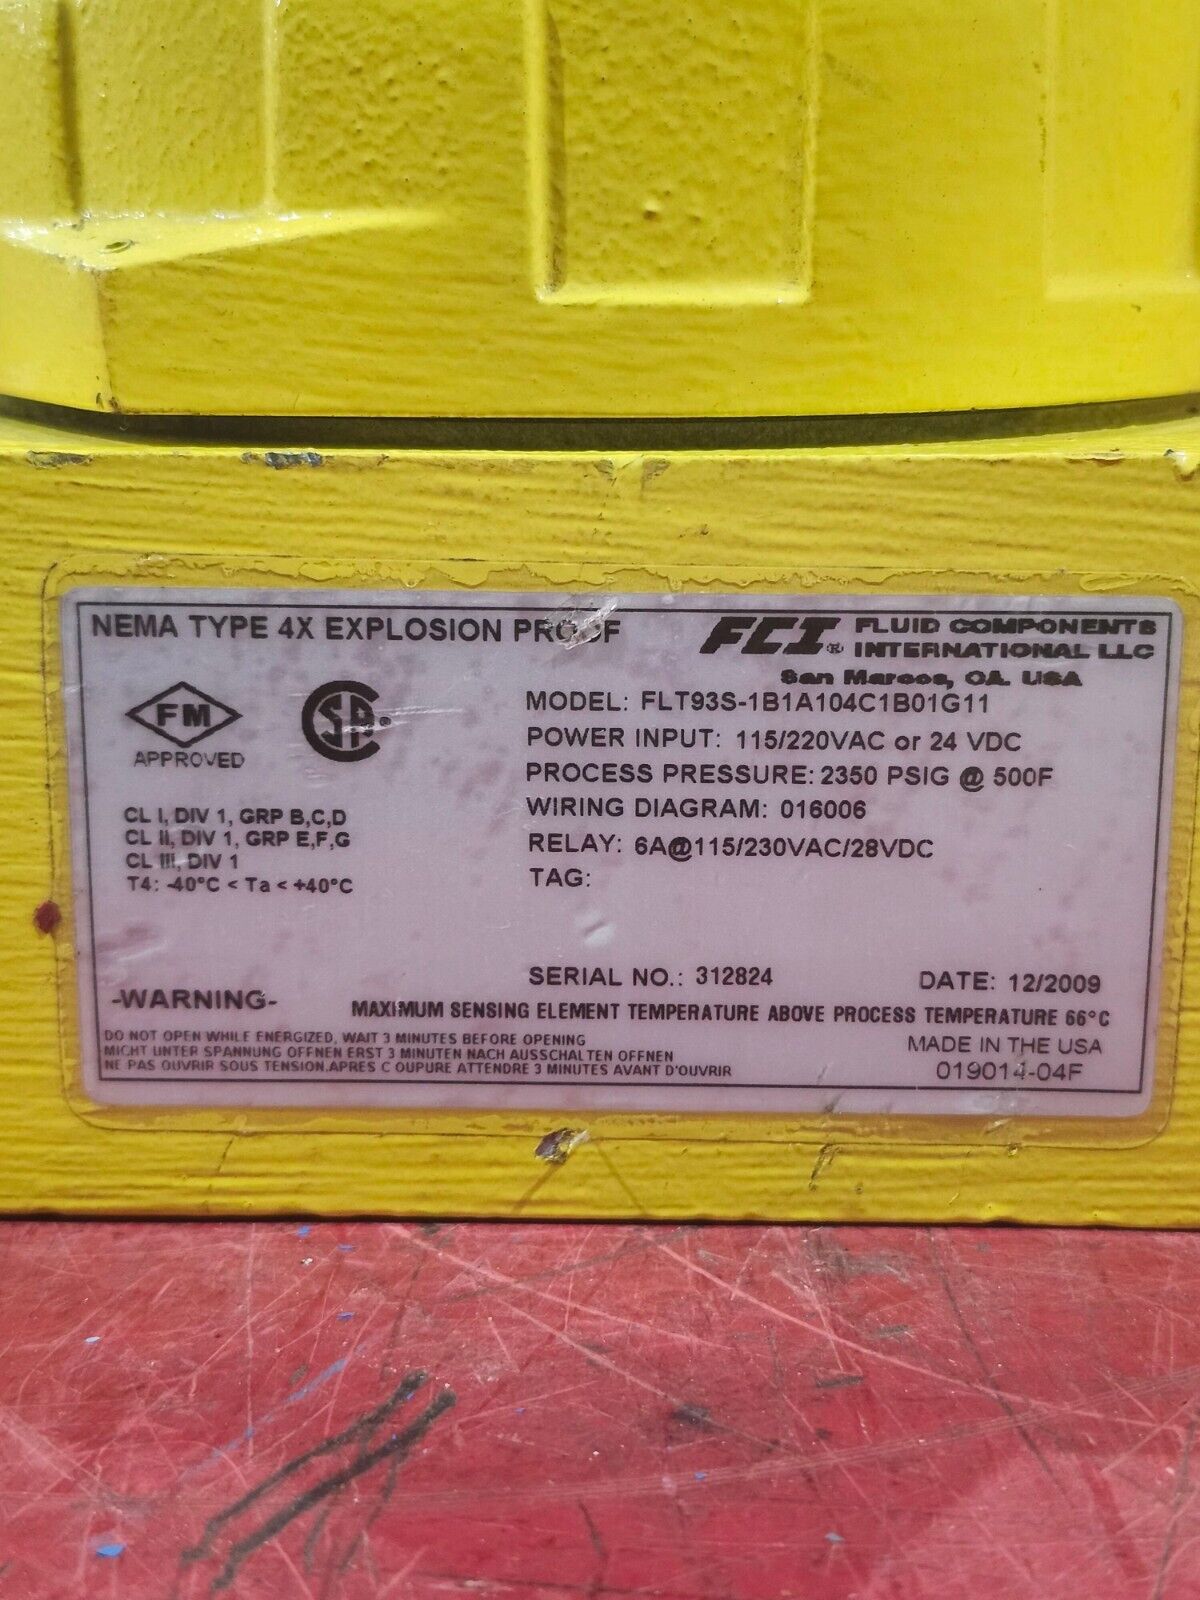 NEMA TYPE 4X EXPLOSION PROOF
FCI® FLUID COMPONENTS
INTERNATIONAL LLC
San Marcos, CA. USA
FM
APPROVED
CSA®
MODEL: FLT93S-1B1A104C1B01G11
POWER INPUT: 115/220VAC or 24 VDC
PROCESS PRESSURE: 2350 PSIG @ 500F
WIRING DIAGRAM: 016006
RELAY: 6A@115/230VAC/28VDC
TAG:
CL I, DIV 1, GRP B,C,D
CL II, DIV 1, GRP E,F,G
CL III, DIV 1
T4: -40°C < Ta < +40°C
SERIAL NO.: 312824
DATE: 12/2009
-WARNING-
MAXIMUM SENSING ELEMENT TEMPERATURE ABOVE PROCESS TEMPERATURE 66°C
DO NOT OPEN WHILE ENERGIZED, WAIT 3 MINUTES BEFORE OPENING
MICHT UNTER SPANNUNG OFFNEN ERST 3 MINUTEN NACH AUSSCHALTEN OFFNEN
NE PAS OUVRIR SOUS TENSION.APRES C OUPURE ATTENDRE 3 MINUTES AVANT D'OUVRIR
MADE IN THE USA
019014-04F